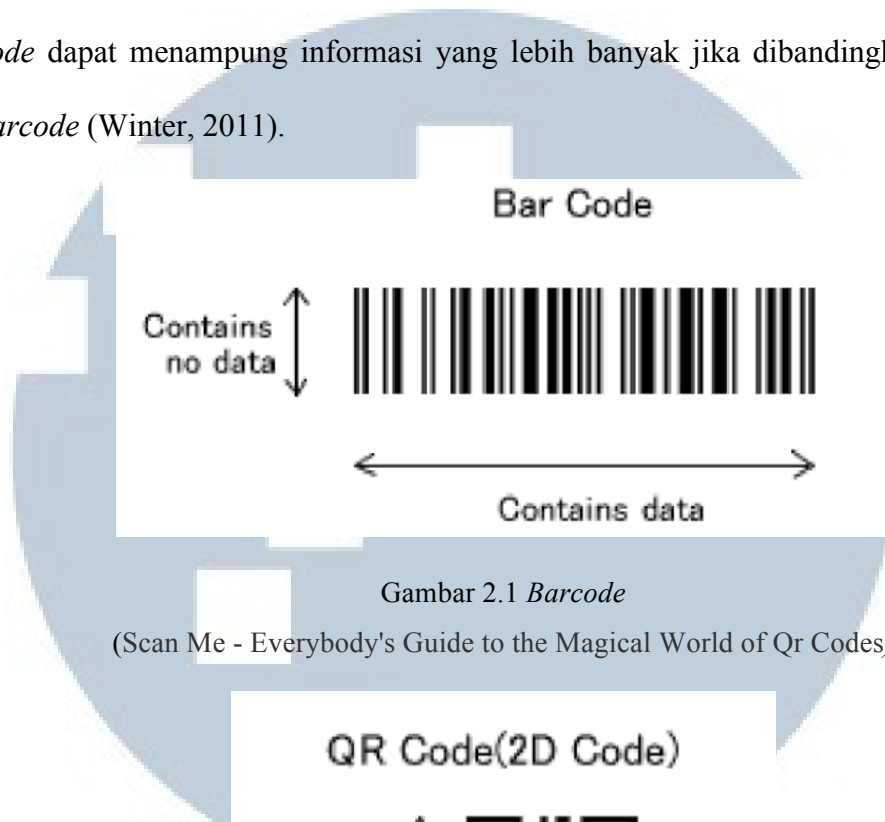 ode dapat menampung informasi yang lebih banyak jika dibandingk
arcode (Winter, 2011).
Bar Code
Contains
no data
Contains data
Gambar 2.1 Barcode
(Scan Me - Everybody's Guide to the Magical World of Qr Codes)
QR Code(2D Code)